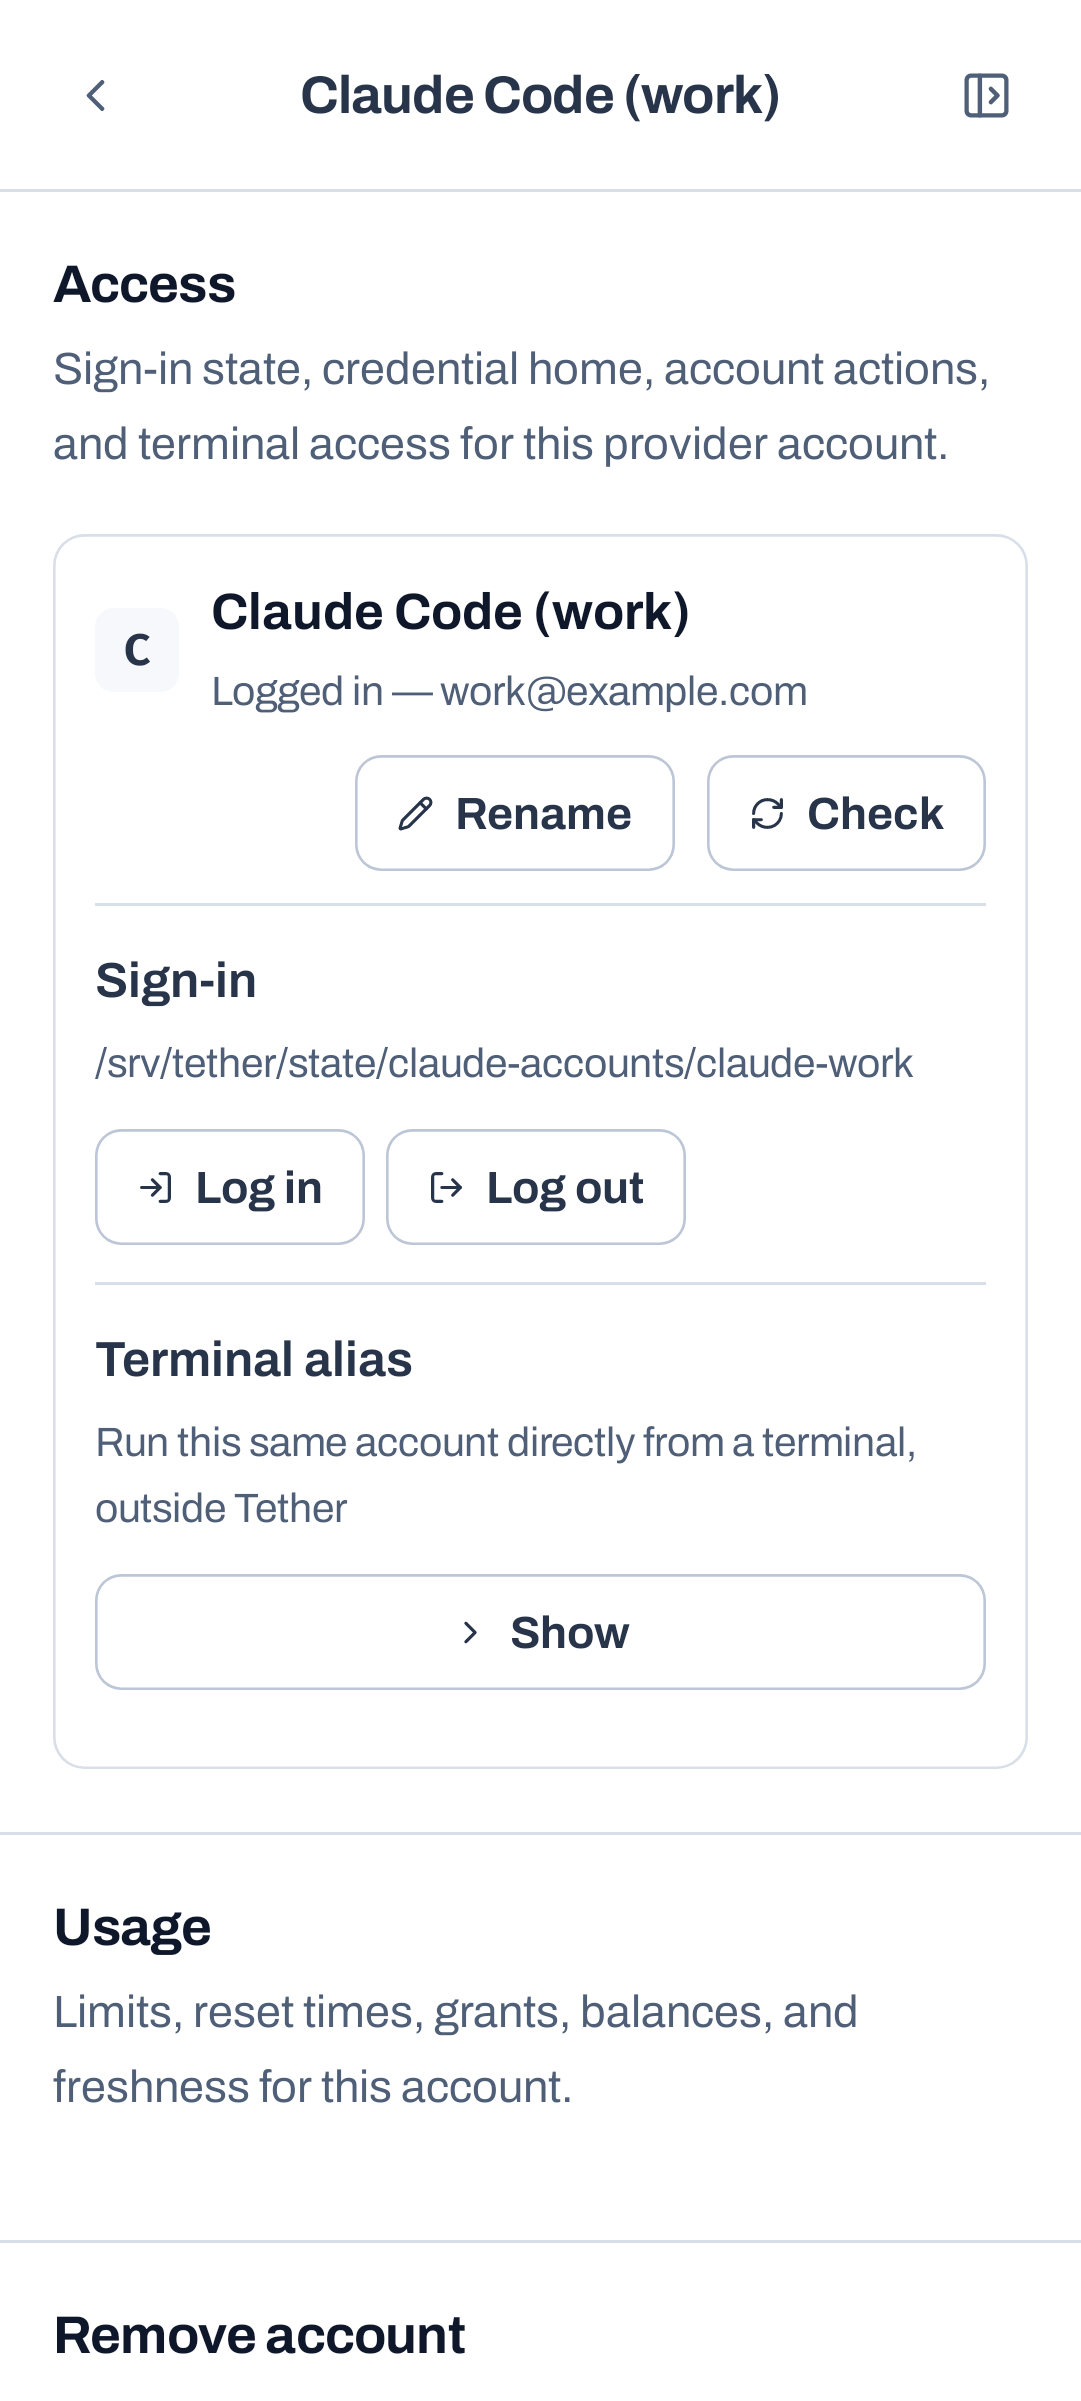 Claude Code (work)
Access
Sign-in state, credential home, account actions,
and terminal access for this provider account.
C
Claude Code (work)
Logged in — work@example.com
Rename
Check
Sign-in
/srv/tether/state/claude-accounts/claude-work
Log in
Log out
Terminal alias
Run this same account directly from a terminal,
outside Tether
Show
Usage
Limits, reset times, grants, balances, and
freshness for this account.
Remove account